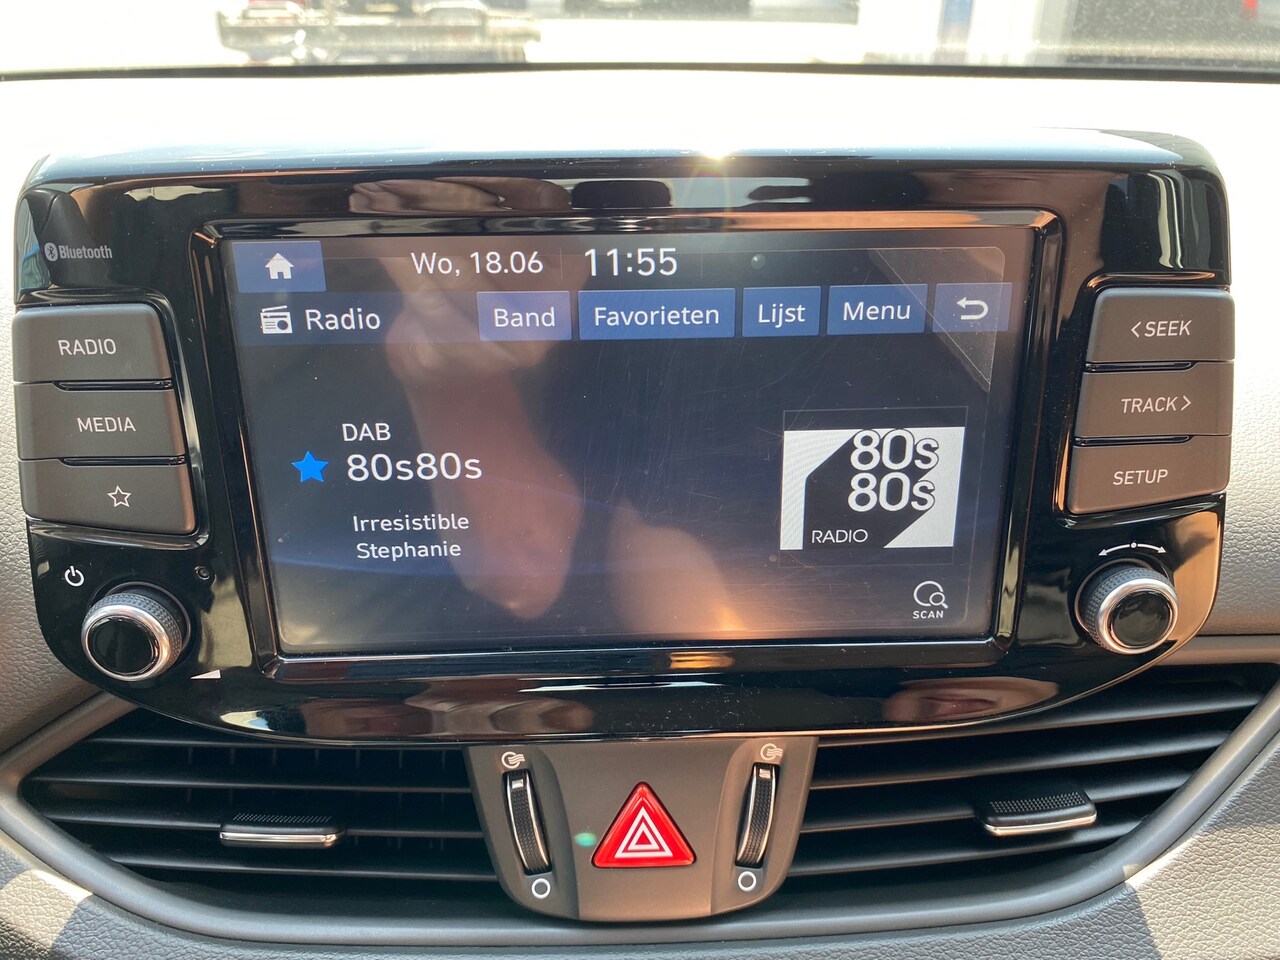 Bluetooth
Wo, 18.06 11:55
Radio Band Favorieten Lijst Menu
RADIO
MEDIA
DAB
80s80s
Irresistible
Stephanie
80s
80s
RADIO
SCAN
< SEEK
TRACK >
SETUP